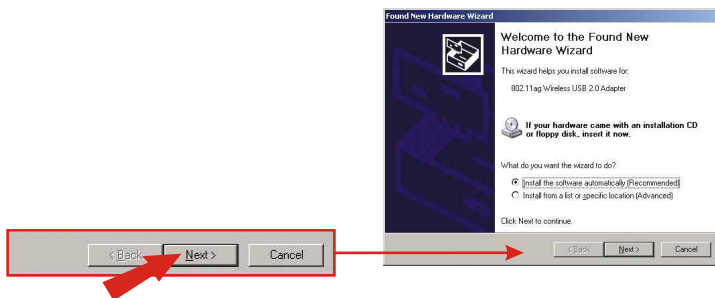 Found New Hardware Wizard
Welcome to the Found New
Hardware Wizard
This wizard helps you install software for:
802.11ag Wireless USB 2.0 Adapter
If your hardware came with an installation CD
or floppy disk, insert it now.
What do you want the wizard to do?
Install the software automatically (Recommended)
Install from a list or specific location (Advanced)
Click Next to continue.
< Back Next > Cancel
< Back Next > Cancel